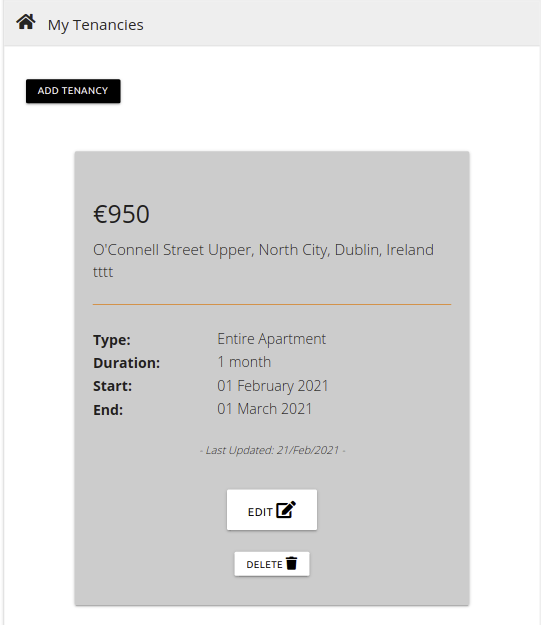 My Tenancies
ADD TENANCY
€950
O'Connell Street Upper, North City, Dublin, Ireland
tttt
Type: Entire Apartment
Duration: 1 month
Start: 01 February 2021
End: 01 March 2021
- Last Updated: 21/Feb/2021 -
EDIT
DELETE